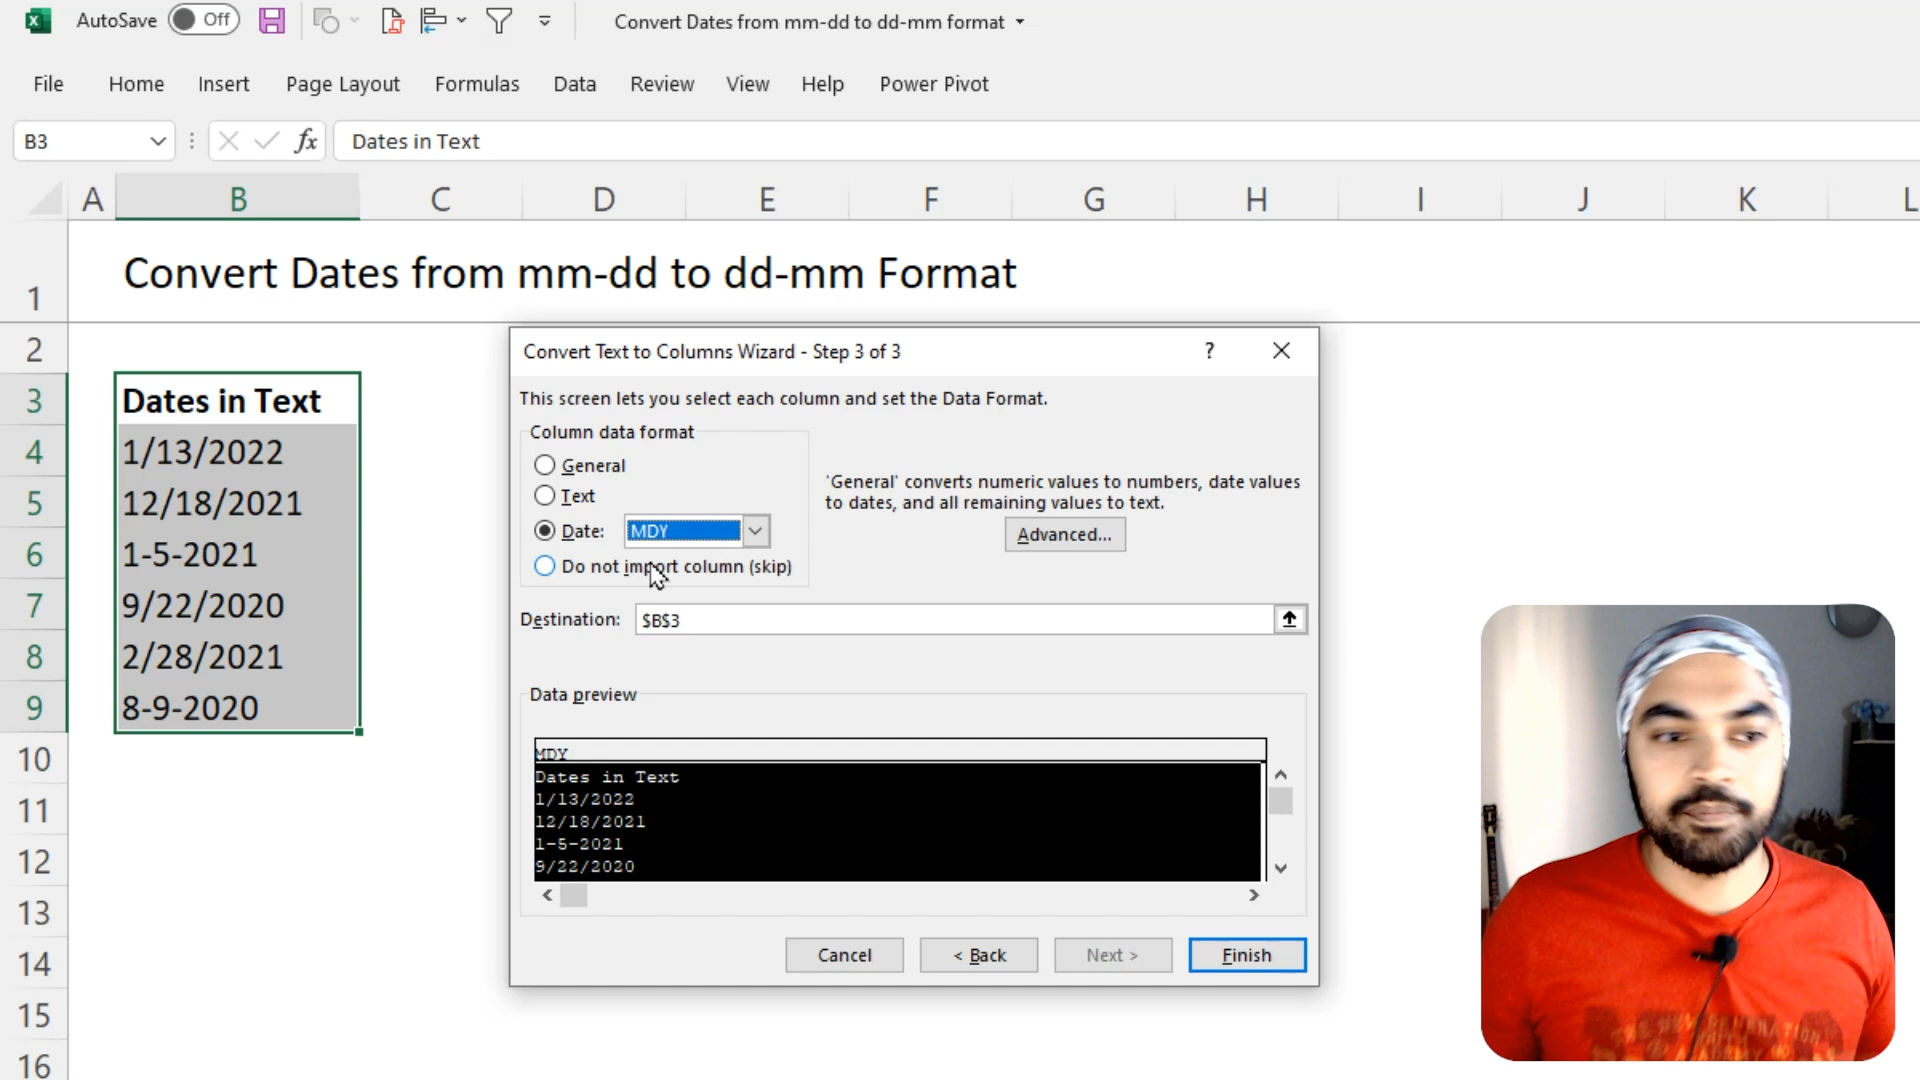 AutoSave Off
Convert Dates from mm-dd to dd-mm format
File Home Insert Page Layout Formulas Data Review View Help Power Pivot
B3 fx Dates in Text
A B C D E F G H I J K L
1 Convert Dates from mm-dd to dd-mm Format
2
3 Dates in Text
4 1/13/2022
5 12/18/2021
6 1-5-2021
7 9/22/2020
8 2/28/2021
9 8-9-2020
10
11
12
13
14
15
16
Convert Text to Columns Wizard - Step 3 of 3 ?
This screen lets you select each column and set the Data Format.
Column data format
General
Text
Date: MDY
Do not import column (skip)
'General' converts numeric values to numbers, date values
to dates, and all remaining values to text.
Advanced...
Destination: $B$3
Data preview
MDY
Dates in Text
1/13/2022
12/18/2021
1-5-2021
9/22/2020
Cancel < Back Next > Finish